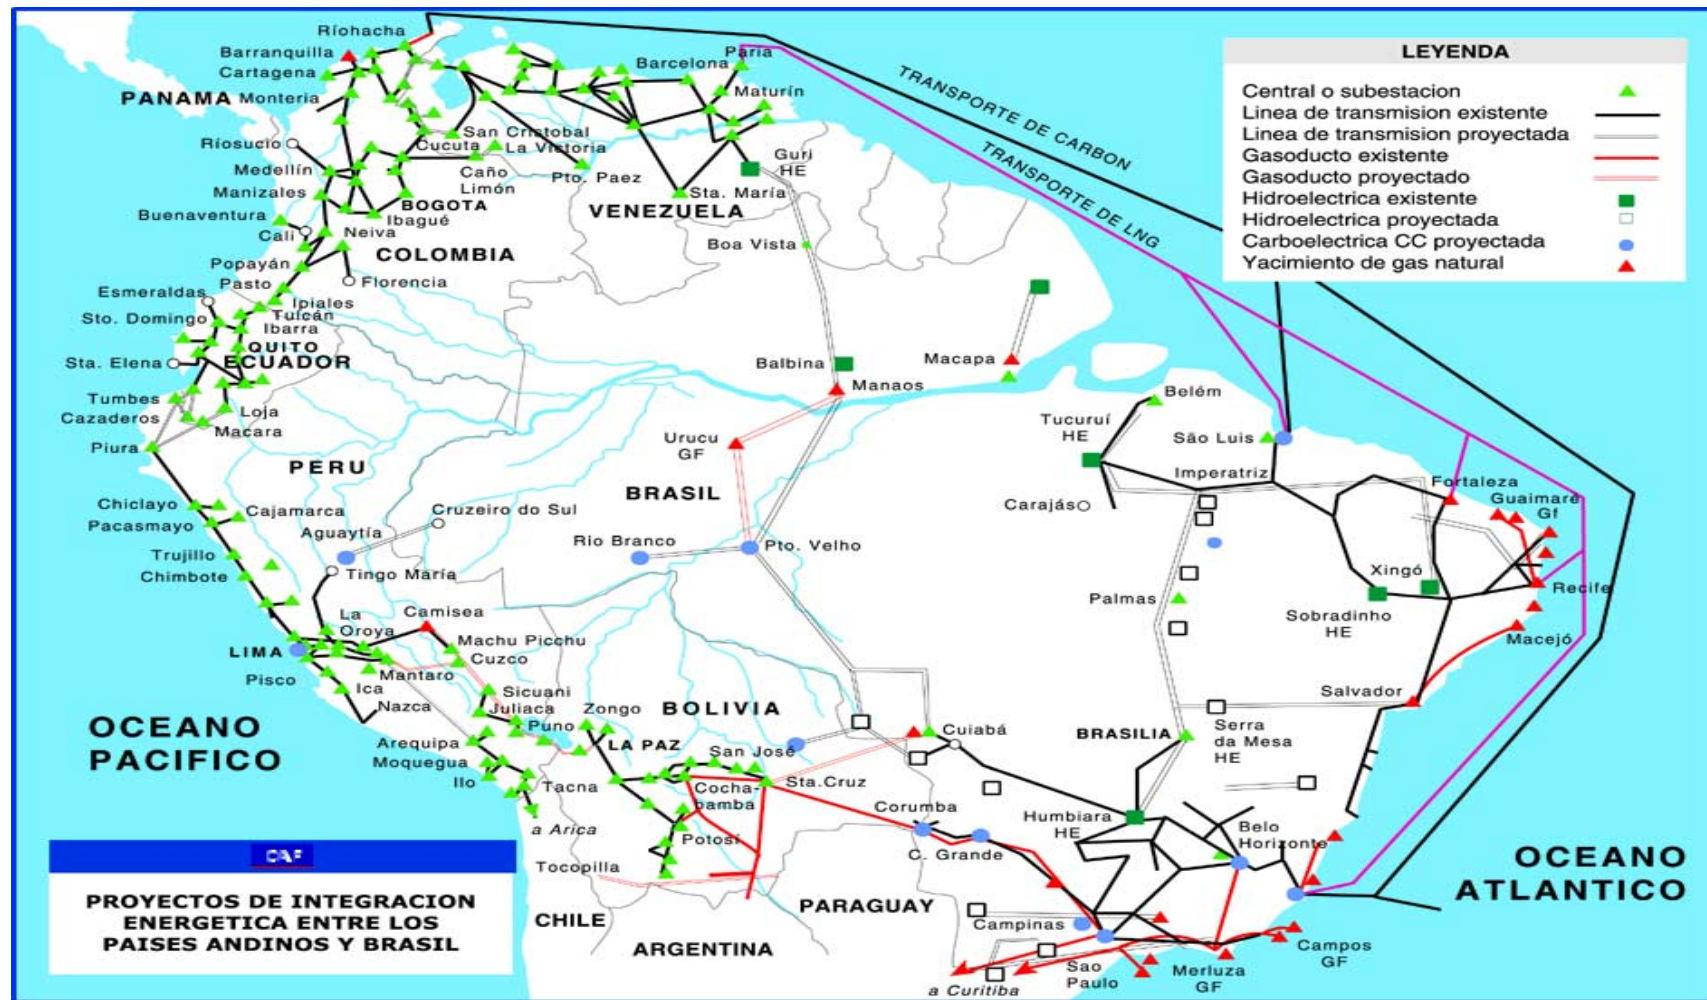 Ríohacha
Barranquilla
Cartagena
PANAMA
Monteria
Ríosucio
Medellín
Manizales
Buenaventura
Cali
Popayán
Pasto
Esmeraldas
Sto. Domingo
Sta. Elena
Tumbes
Cazaderos
Piura
Barcelona
Paria
Maturín
San Cristobal
Cucuta
La Victoria
Caño
Limón
Pto. Paez
Guri
HE
Sta. María
BOGOTA
Ibagué
VENEZUELA
Neiva
COLOMBIA
Florencia
Boa Vista
Ipiales
Tulcán
Ibarra
QUITO
ECUADOR
Loja
Macara
Balbina
Manaos
Macapa
TRANSPORTE DE CARBON
TRANSPORTE DE LNG
LEYENDA
Central o subestacion
Linea de transmision existente
Linea de transmision proyectada
Gasoducto existente
Gasoducto proyectado
Hidroelectrica existente
Hidroelectrica proyectada
Carboelectrica CC proyectada
Yacimiento de gas natural
Urucu
GF
PERU
BRASIL
Belém
Tucuruí
HE
São Luis
Imperatriz
Carajás
Fortaleza
Guaimaré
Gf
Chiclayo
Cajamarca
Pacasmayo
Aguaytía
Cruzeiro do Sul
Trujillo
Chimbote
Tingo María
Rio Branco
Pto. Velho
Xingó
Recife
Palmas
Sobradinho
HE
Macejó
La
Oroya
Camisea
LIMA
Machu Picchu
Cuzco
Pisco
Mantaro
Ica
Nazca
Sicuani
Juliaca
Puno
Zongo
BOLIVIA
Salvador
OCEANO
PACIFICO
Arequipa
Moquegua
Ilo
Tacna
LA PAZ
San José
Cuiabá
BRASILIA
Serra
da Mesa
HE
Cocha-
bamba
Sta.Cruz
a Arica
Potosí
Corumba
C. Grande
Humbiara
HE
Belo
Horizonte
Tocopilla
CHILE
PARAGUAY
ARGENTINA
Campinas
Sao
Paulo
a Curitiba
Merluza
GF
Campos
GF
OCEANO
ATLANTICO
CAF
PROYECTOS DE INTEGRACION
ENERGETICA ENTRE LOS
PAISES ANDINOS Y BRASIL